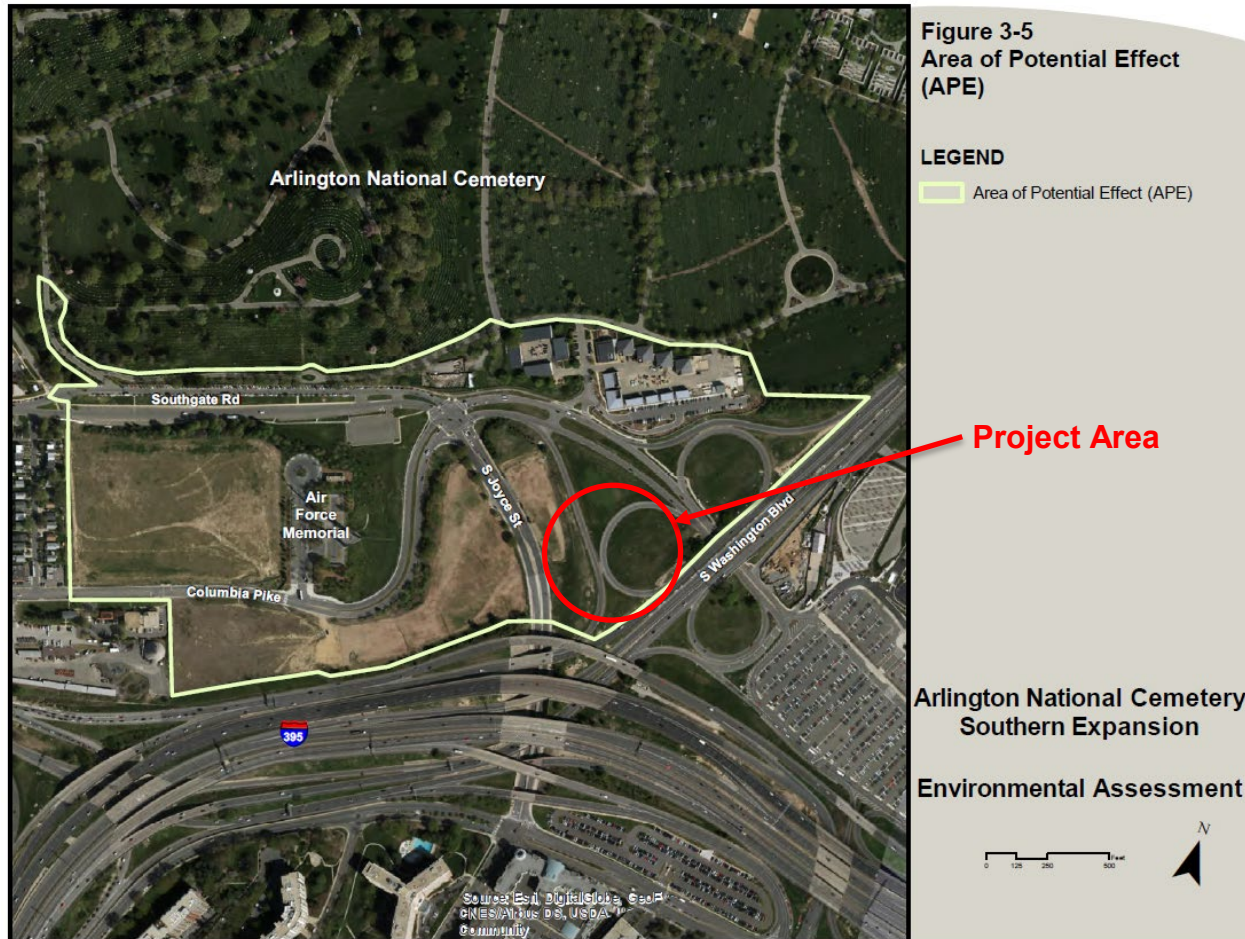 Figure 3-5
Area of Potential Effect
(APE)
LEGEND
Area of Potential Effect (APE)
Arlington National Cemetery
Southgate Rd
S Joyce St
Air
Force
Memorial
Columbia Pike
S Washington Blvd
Project Area
395
Arlington National Cemetery
Southern Expansion
Environmental Assessment
N
0 125 250 500 Feet
Source: Esri, DigitalGlobe, GeoE
CNES/Airbus DS, USDA, U
Community